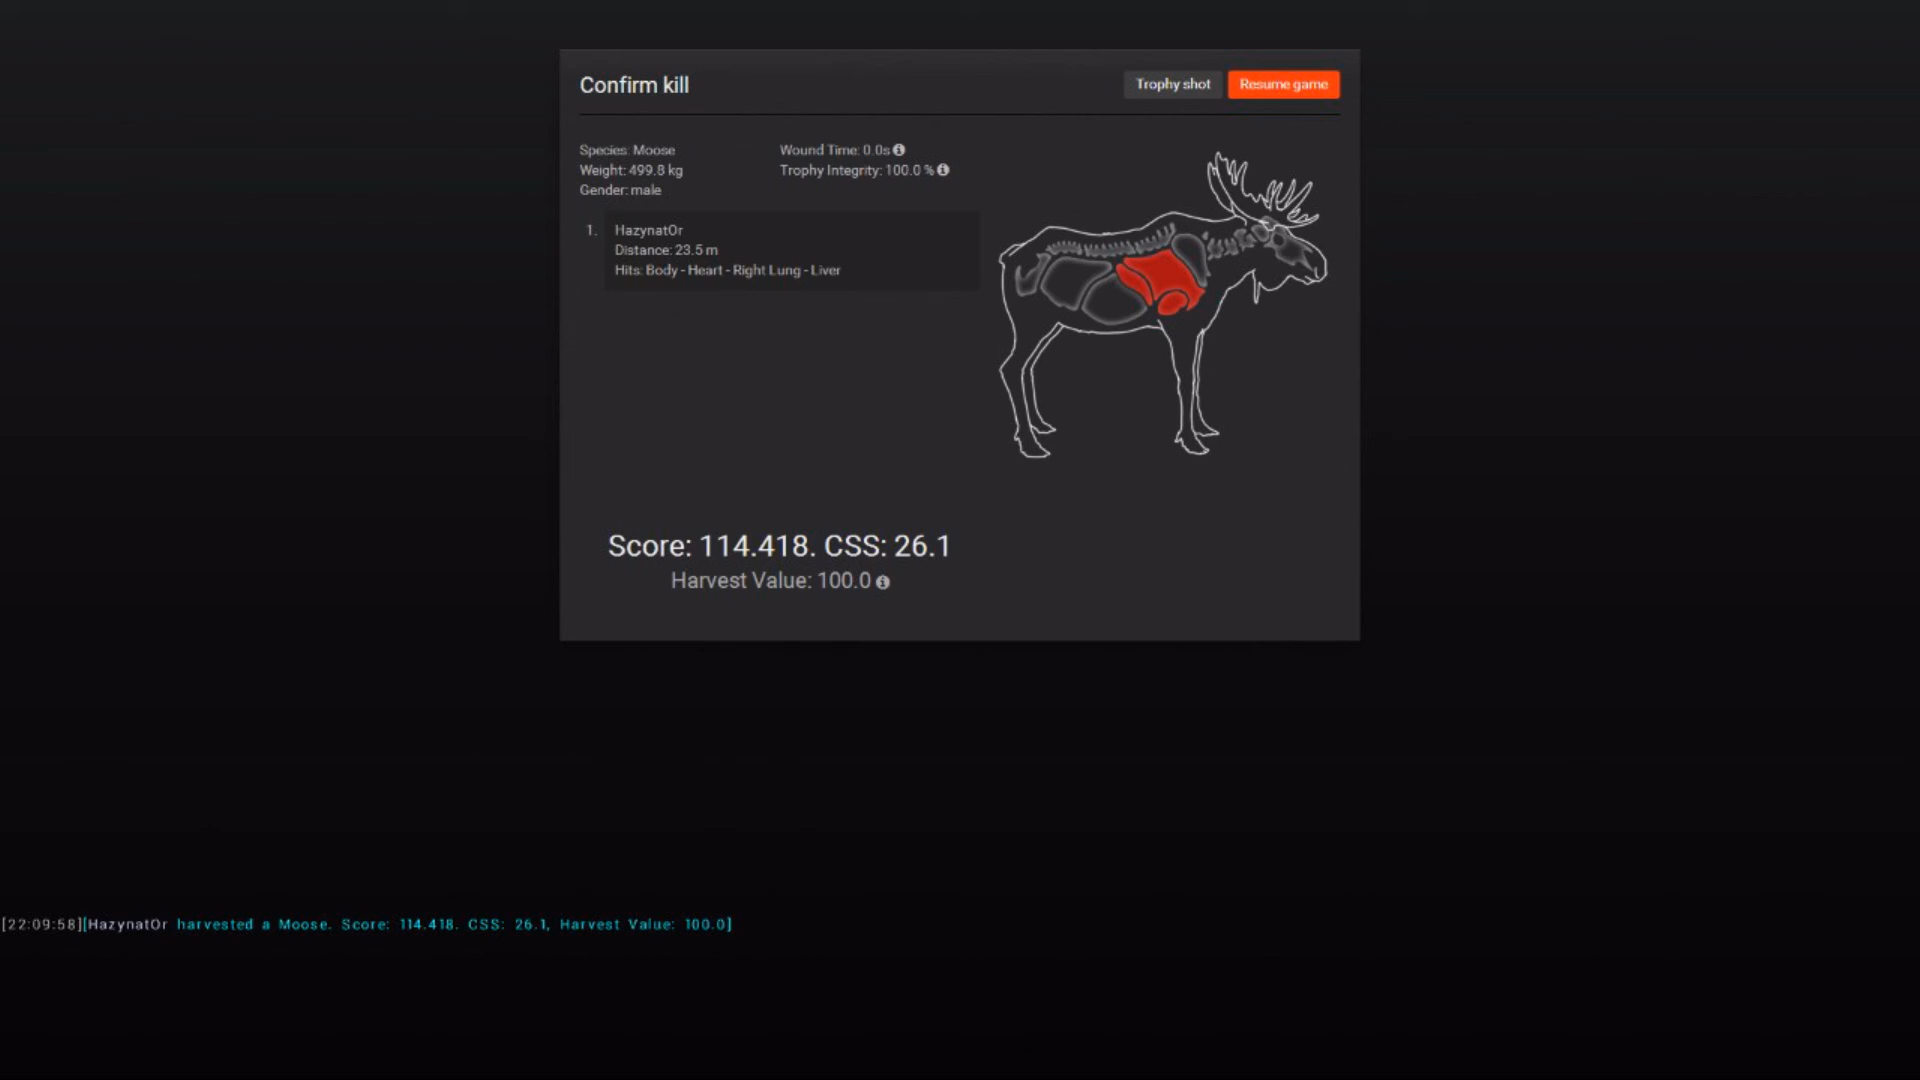 Confirm kill
Trophy shot
Resume game
Species: Moose
Weight: 499.8 kg
Gender: male
Wound Time: 0.0s
Trophy Integrity: 100.0 %
1. HazynatOr
Distance: 23.5 m
Hits: Body - Heart - Right Lung - Liver
Score: 114.418. CSS: 26.1
Harvest Value: 100.0
[22:09:58][HazynatOr harvested a Moose. Score: 114.418. CSS: 26.1, Harvest Value: 100.0]